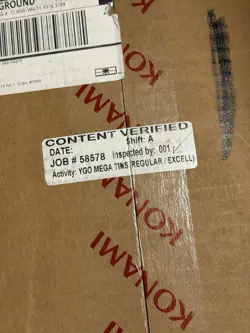 GROUND
KONAMI
CONTENT VERIFIED
Shift: A
DATE:
JOB # 58578 Inspected by: 001
Activity: YGO MEGA TINS (REGULAR / EXCELL)
KONAMI
KONAMI